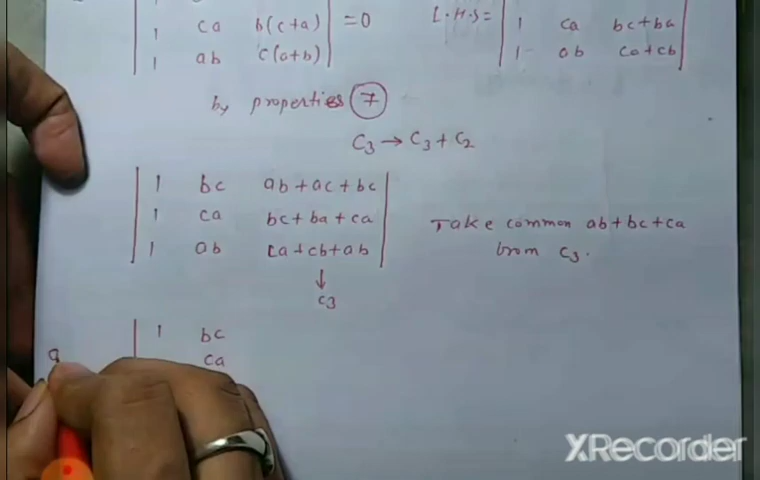 1 ca b(c+a) =0 L.H.S= 1 ca bc+ba
1 ab c(a+b) 1 ab ca+cb
by properties 7
C3→C3+C2
1 bc ab+ac+bc
1 ca bc+ba+ca Take common ab+bc+ca
1 ab ca+cb+ab from C3.
↓
C3
1 bc
a ca
XRecorder